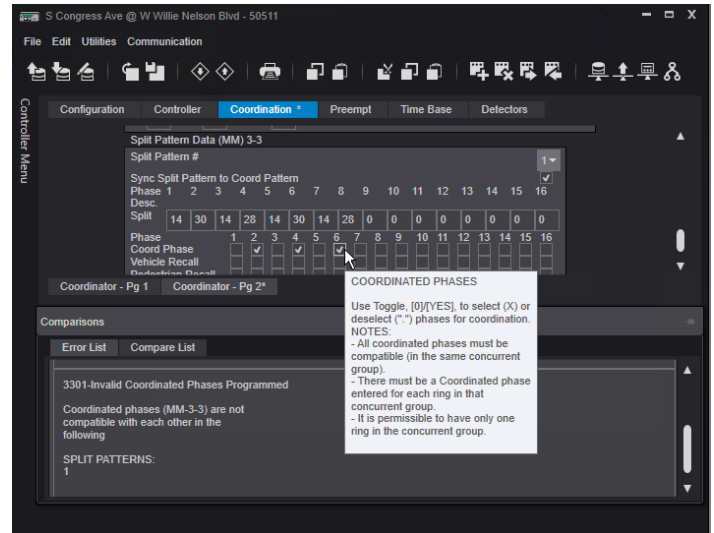 S Congress Ave @ W Willie Nelson Blvd - 50511
File Edit Utilities Communication
Controller Menu
Configuration Controller Coordination * Preempt Time Base Detectors
Split Pattern Data (MM) 3-3
Split Pattern # 1
Sync Split Pattern to Coord Pattern
Phase 1 2 3 4 5 6 7 8 9 10 11 12 13 14 15 16
Desc.
Split 14 30 14 28 14 30 14 28 0 0 0 0 0 0 0 0
Phase 1 2 3 4 5 6 7 8 9 10 11 12 13 14 15 16
Coord Phase
Vehicle Recall
Pedestrian Recall
Coordinator - Pg 1 Coordinator - Pg 2*
COORDINATED PHASES
Use Toggle, [0]/[YES], to select (X) or
deselect (".") phases for coordination.
NOTES:
- All coordinated phases must be
compatible (in the same concurrent
group).
- There must be a Coordinated phase
entered for each ring in that
concurrent group.
- It is permissible to have only one
ring in the concurrent group.
Comparisons
Error List Compare List
3301-Invalid Coordinated Phases Programmed
Coordinated phases (MM-3-3) are not
compatible with each other in the
following
SPLIT PATTERNS:
1